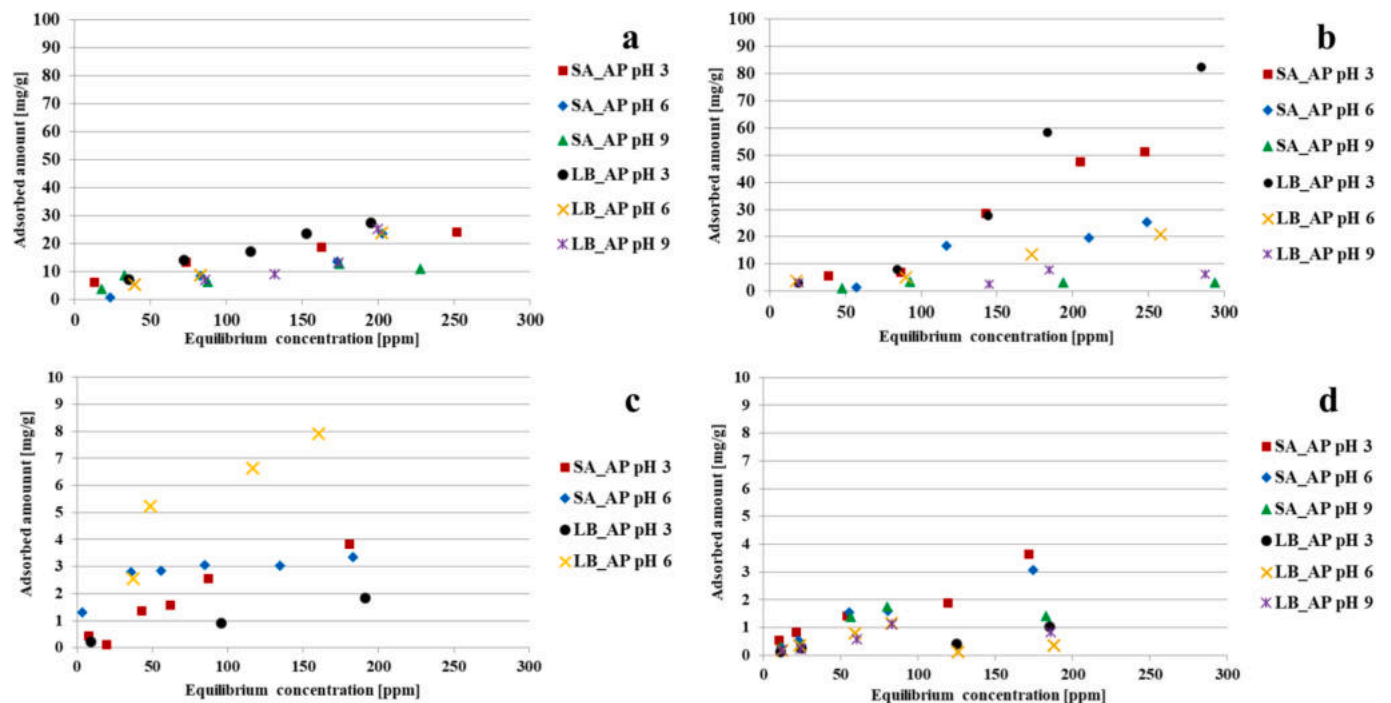 a
Adsorbed amount [mg/g]
100
90
80
70
60
50
40
30
20
10
0
0 50 100 150 200 250 300
Equilibrium concentration [ppm]
SA_AP pH 3
SA_AP pH 6
SA_AP pH 9
LB_AP pH 3
LB_AP pH 6
LB_AP pH 9
b
Adsorbed amount [mg/g]
100
90
80
70
60
50
40
30
20
10
0
0 50 100 150 200 250 300
Equilibrium concentration [ppm]
SA_AP pH 3
SA_AP pH 6
SA_AP pH 9
LB_AP pH 3
LB_AP pH 6
LB_AP pH 9
c
Adsorbed amounnt [mg/g]
10
9
8
7
6
5
4
3
2
1
0
0 50 100 150 200 250 300
Equilibrium concentration [ppm]
SA_AP pH 3
SA_AP pH 6
LB_AP pH 3
LB_AP pH 6
d
Adsorbed amount [mg/g]
10
9
8
7
6
5
4
3
2
1
0
0 50 100 150 200 250 300
Equilibrium concentration [ppm]
SA_AP pH 3
SA_AP pH 6
SA_AP pH 9
LB_AP pH 3
LB_AP pH 6
LB_AP pH 9